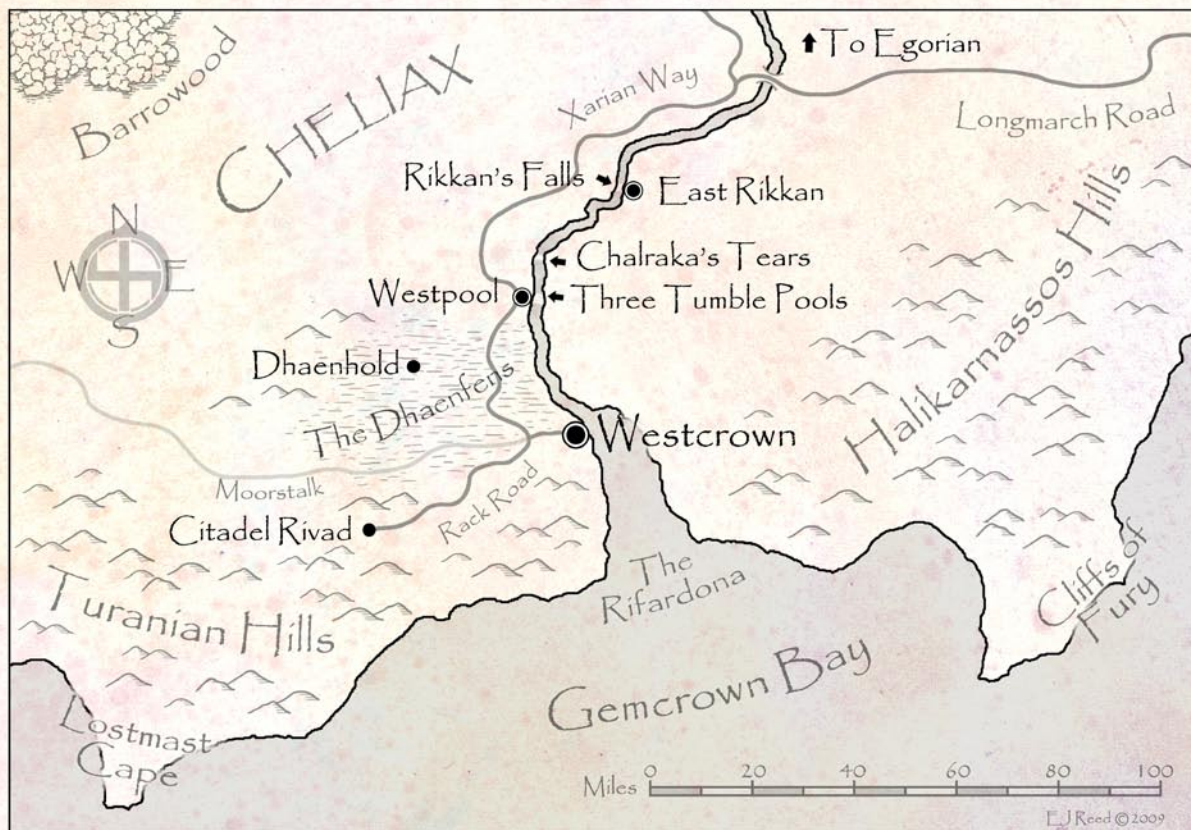 To Egorian
Barrowood
CHELIAX
Xarian Way
Longmarch Road
Rikkan's Falls
East Rikkan
N
W E
S
Chalraka's Tears
Westpool
Three Tumble Pools
Halikarnassos Hills
Dhaenhold
The Dhaenfens
Westcrown
Moorstalk
Rack Road
Citadel Rivad
The
Rifardona
Cliffs of
Fury
Turanian Hills
Gemcrown Bay
Lostmast
Cape
Miles 0 20 40 60 80 100
EJ Reed © 2009